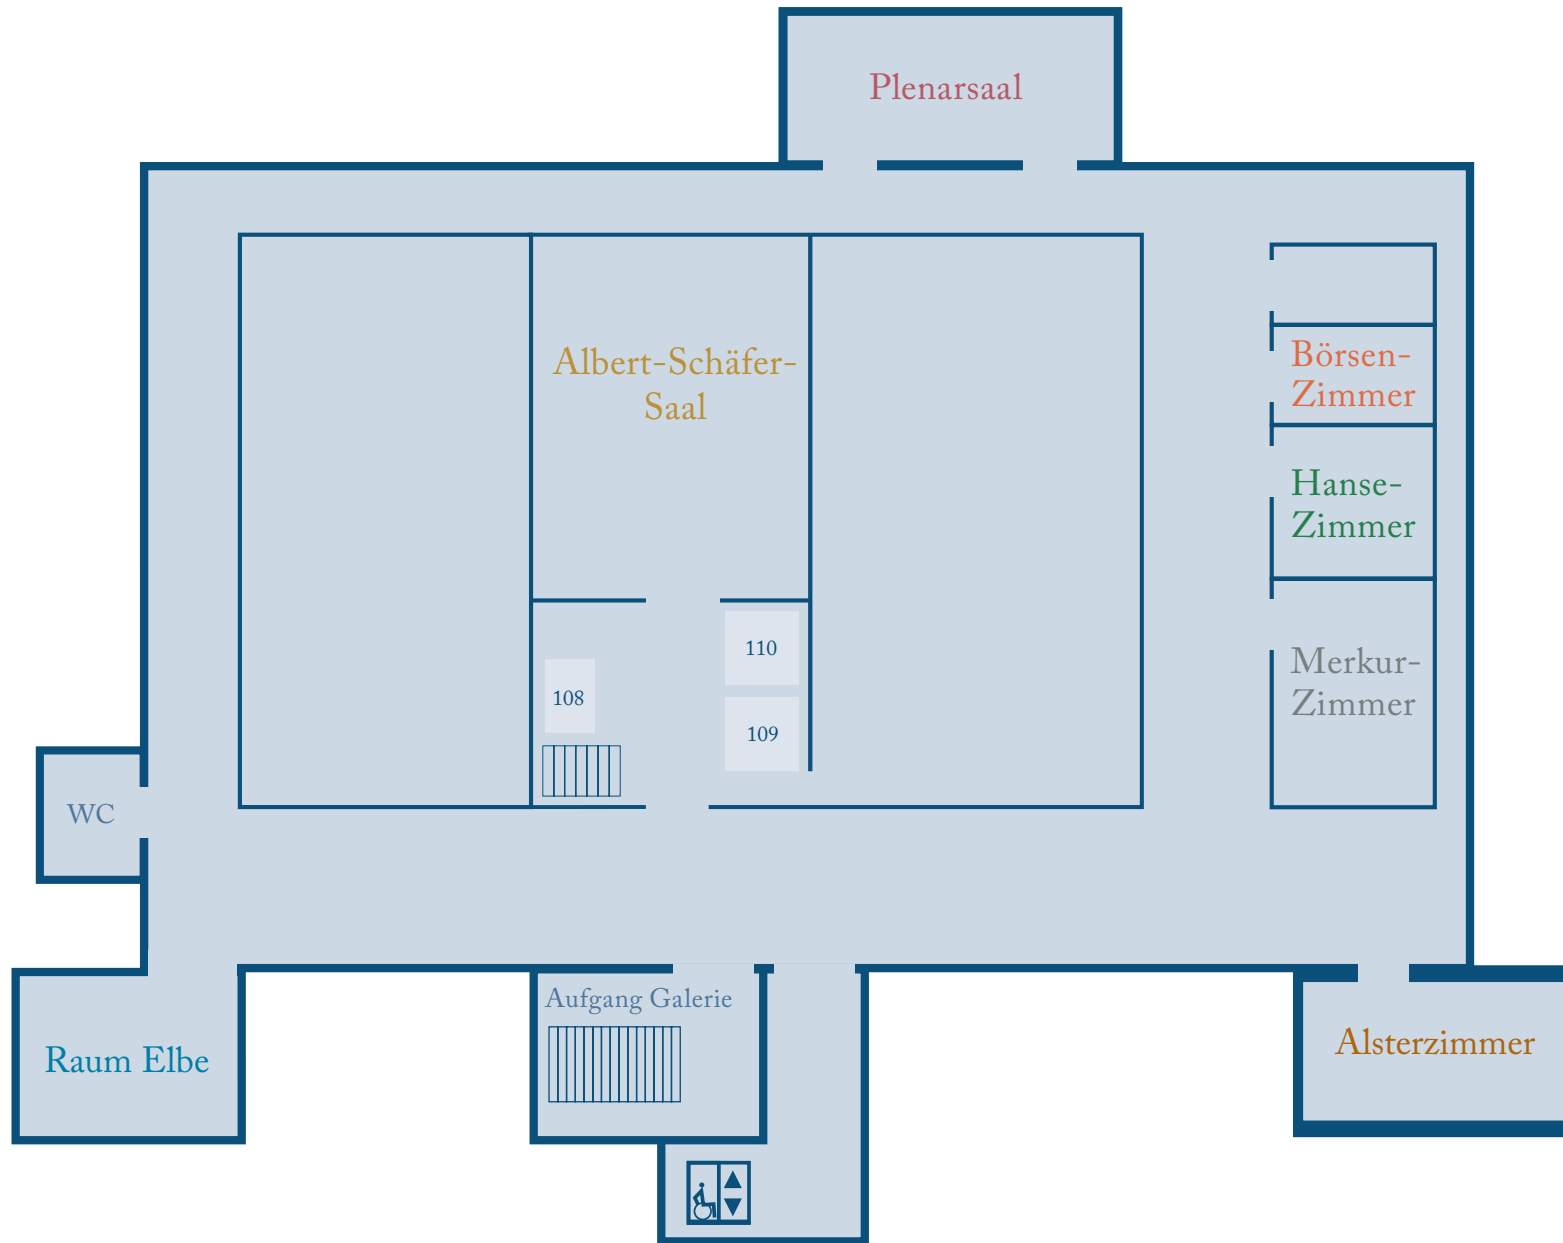 Plenarsaal
Albert-Schäfer-
Saal
Börsen-
Zimmer
Hanse-
Zimmer
Merkur-
Zimmer
110
108
109
WC
Aufgang Galerie
Raum Elbe
Alsterzimmer